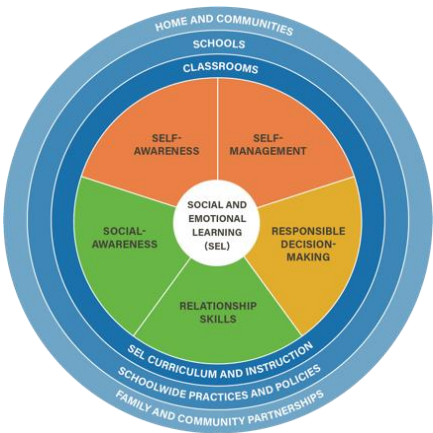 HOME AND COMMUNITIES
SCHOOLS
CLASSROOMS
SELF-
AWARENESS
SELF-
MANAGEMENT
SOCIAL AND
EMOTIONAL
LEARNING
(SEL)
SOCIAL-
AWARENESS
RESPONSIBLE
DECISION-
MAKING
RELATIONSHIP
SKILLS
SEL CURRICULUM AND INSTRUCTION
SCHOOLWIDE PRACTICES AND POLICIES
FAMILY AND COMMUNITY PARTNERSHIPS